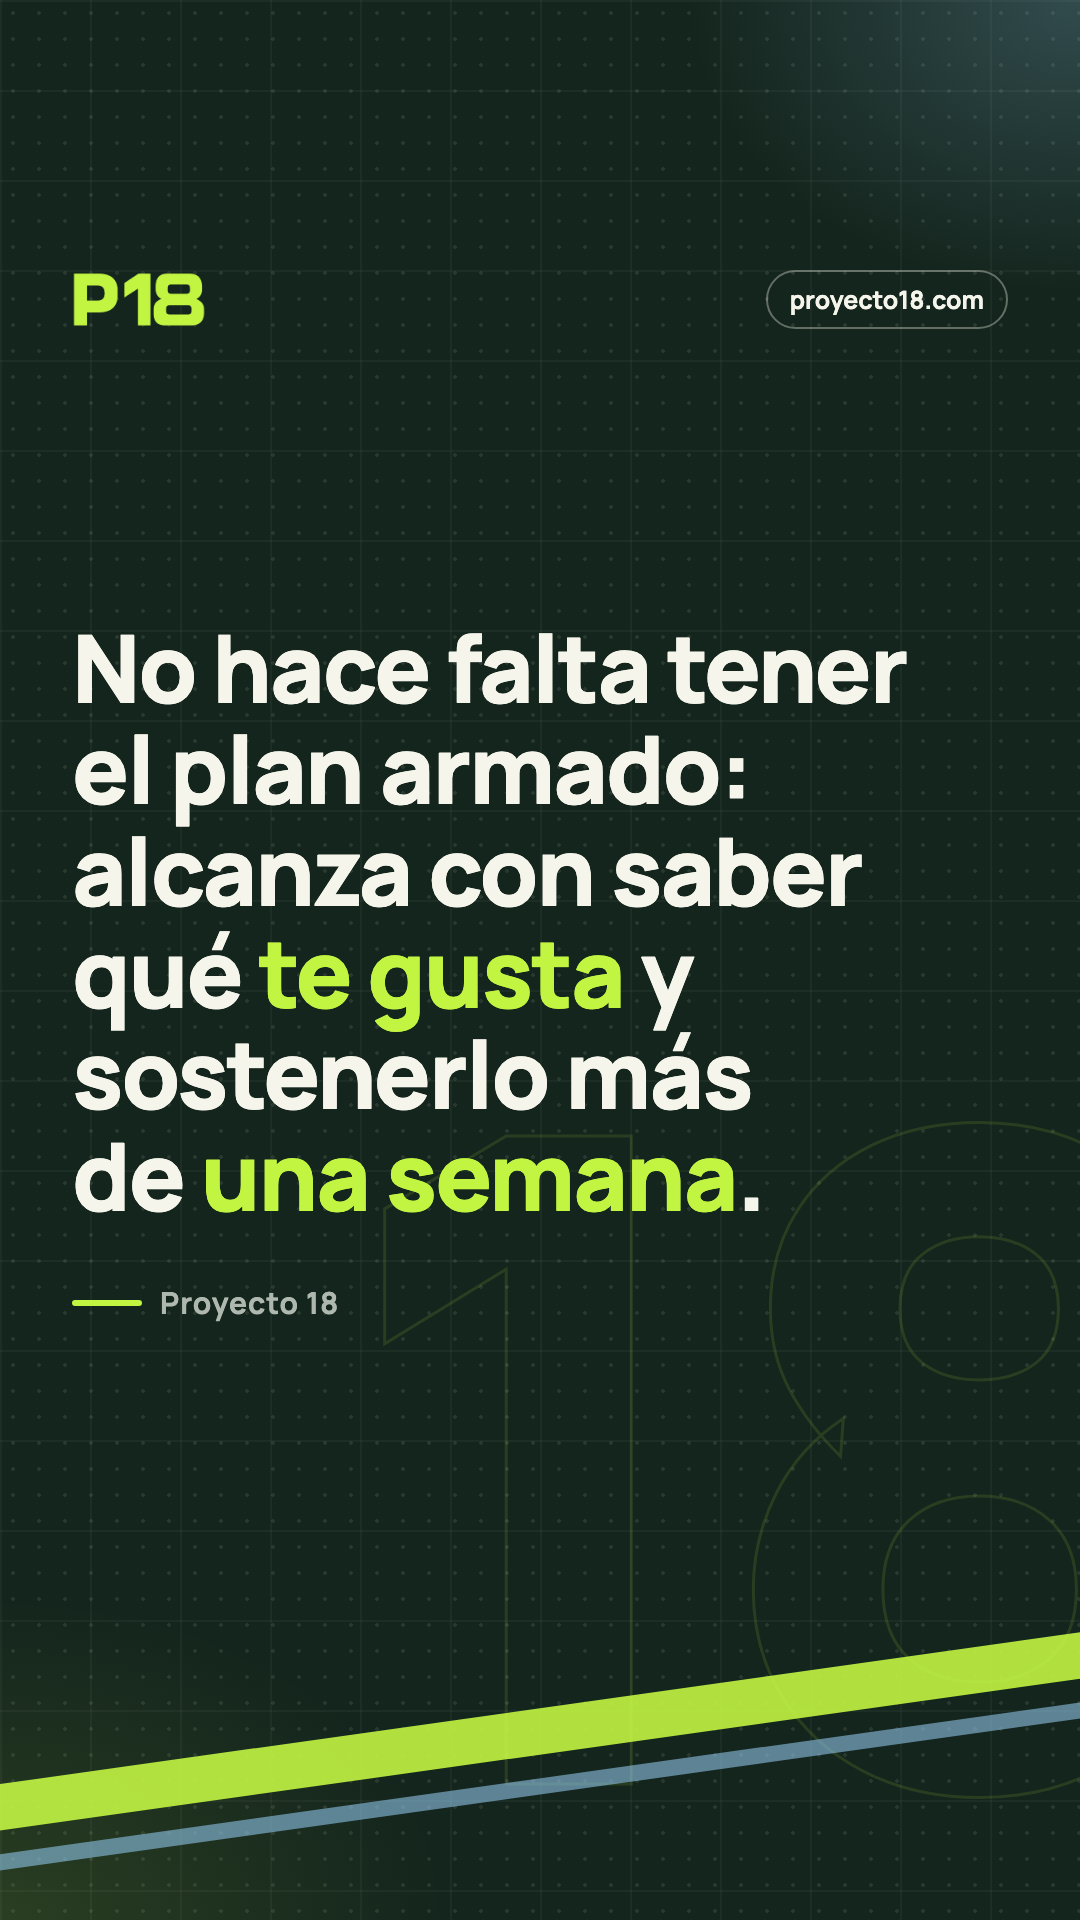 P18
proyecto18.com
No hace falta tener
el plan armado:
alcanza con saber
qué te gusta y
sostenerlo más
de una semana.
Proyecto 18
18